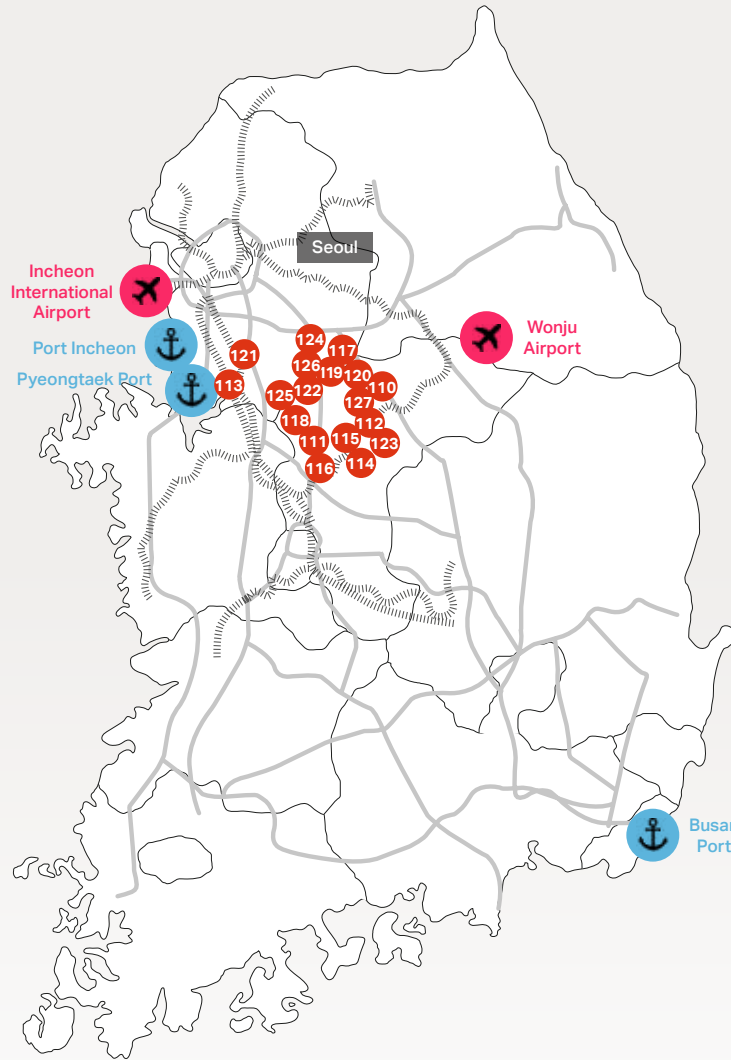 Seoul
Incheon
International
Airport
Wonju
Airport
Port Incheon
Pyeongtaek Port
124
117
121
126
119
120
113
110
125
122
127
118
112
111
115
123
116
114
Busan
Port